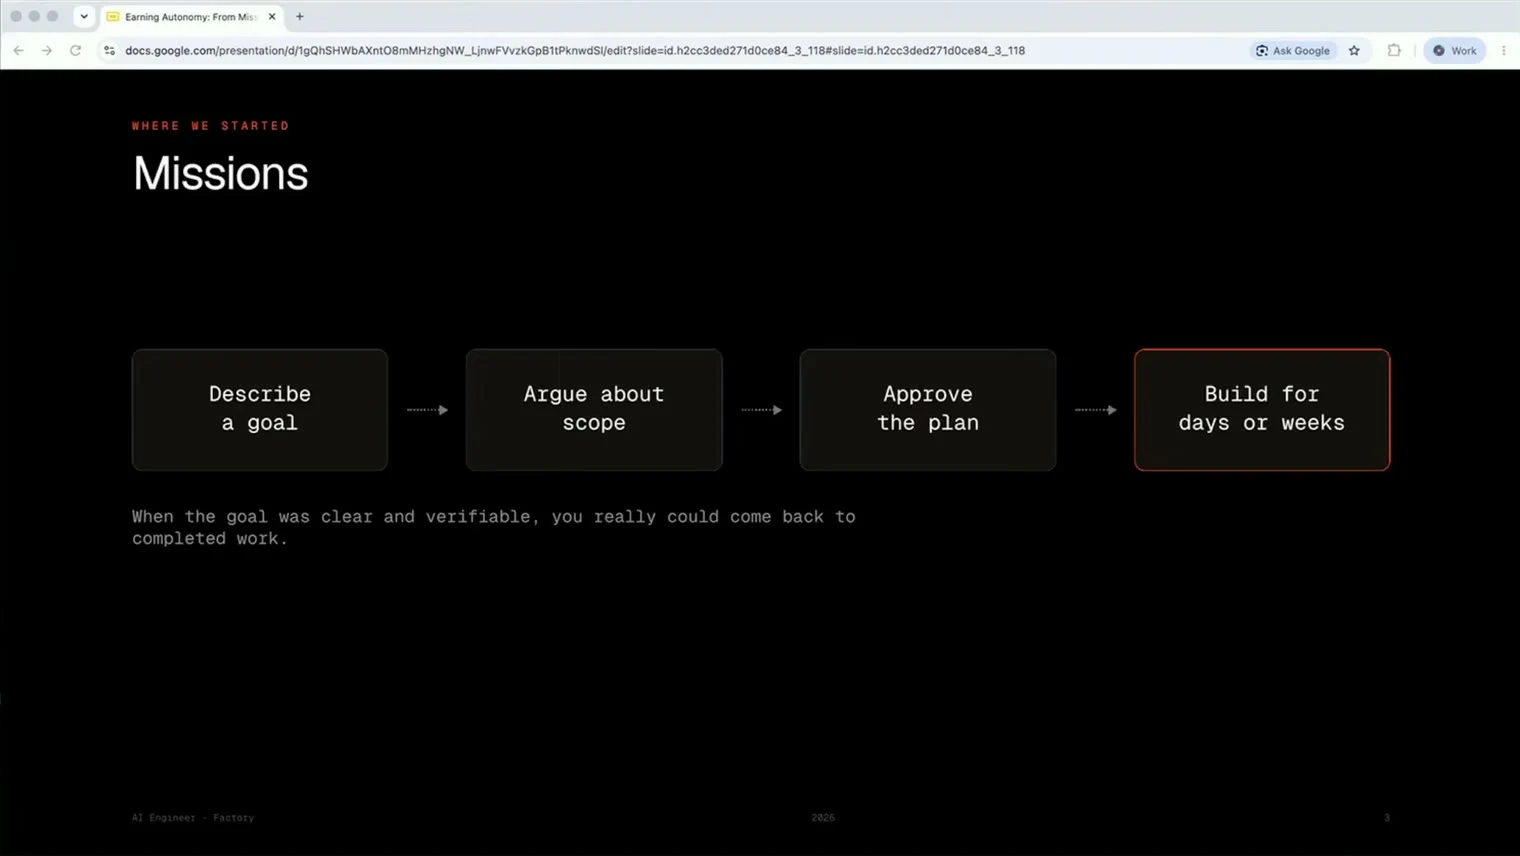 Earning Autonomy: From Miss
docs.google.com/presentation/d/1gQhSHWbAXntO8mMHzhgNW_LjnwFVvzkGpB1tPknwdSI/edit?slide=id.h2cc3ded271d0ce84_3_118#slide=id.h2cc3ded271d0ce84_3_118
Ask Google
Work
WHERE WE STARTED
Missions
Describe
a goal
Argue about
scope
Approve
the plan
Build for
days or weeks
When the goal was clear and verifiable, you really could come back to
completed work.
AI Engineer - Factory
2026
3